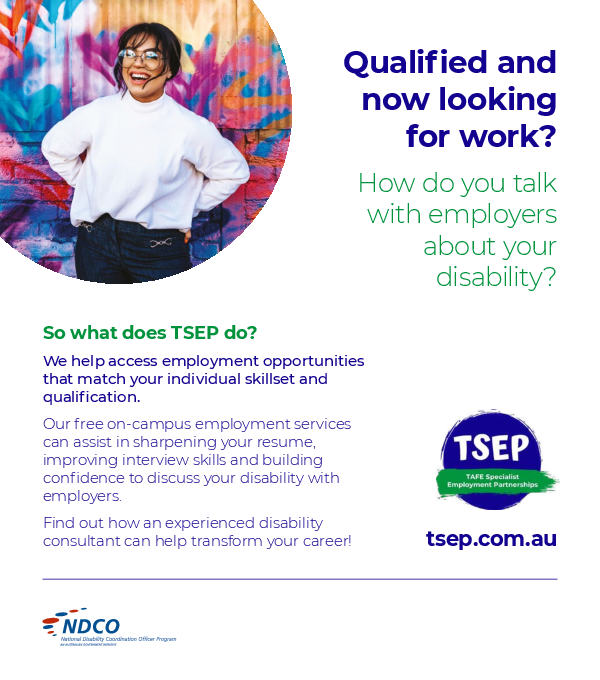 Qualified and
now looking
for work?
How do you talk
with employers
about your
disability?
So what does TSEP do?
We help access employment opportunities
that match your individual skillset and
qualification.
Our free on-campus employment services
can assist in sharpening your resume,
improving interview skills and building
confidence to discuss your disability with
employers.
Find out how an experienced disability
consultant can help transform your career!
TSEP
TAFE Specialist
Employment Partnerships
tsep.com.au
NDCO
National Disability Coordination Officer Program
AN AUSTRALIAN GOVERNMENT INITIATIVE